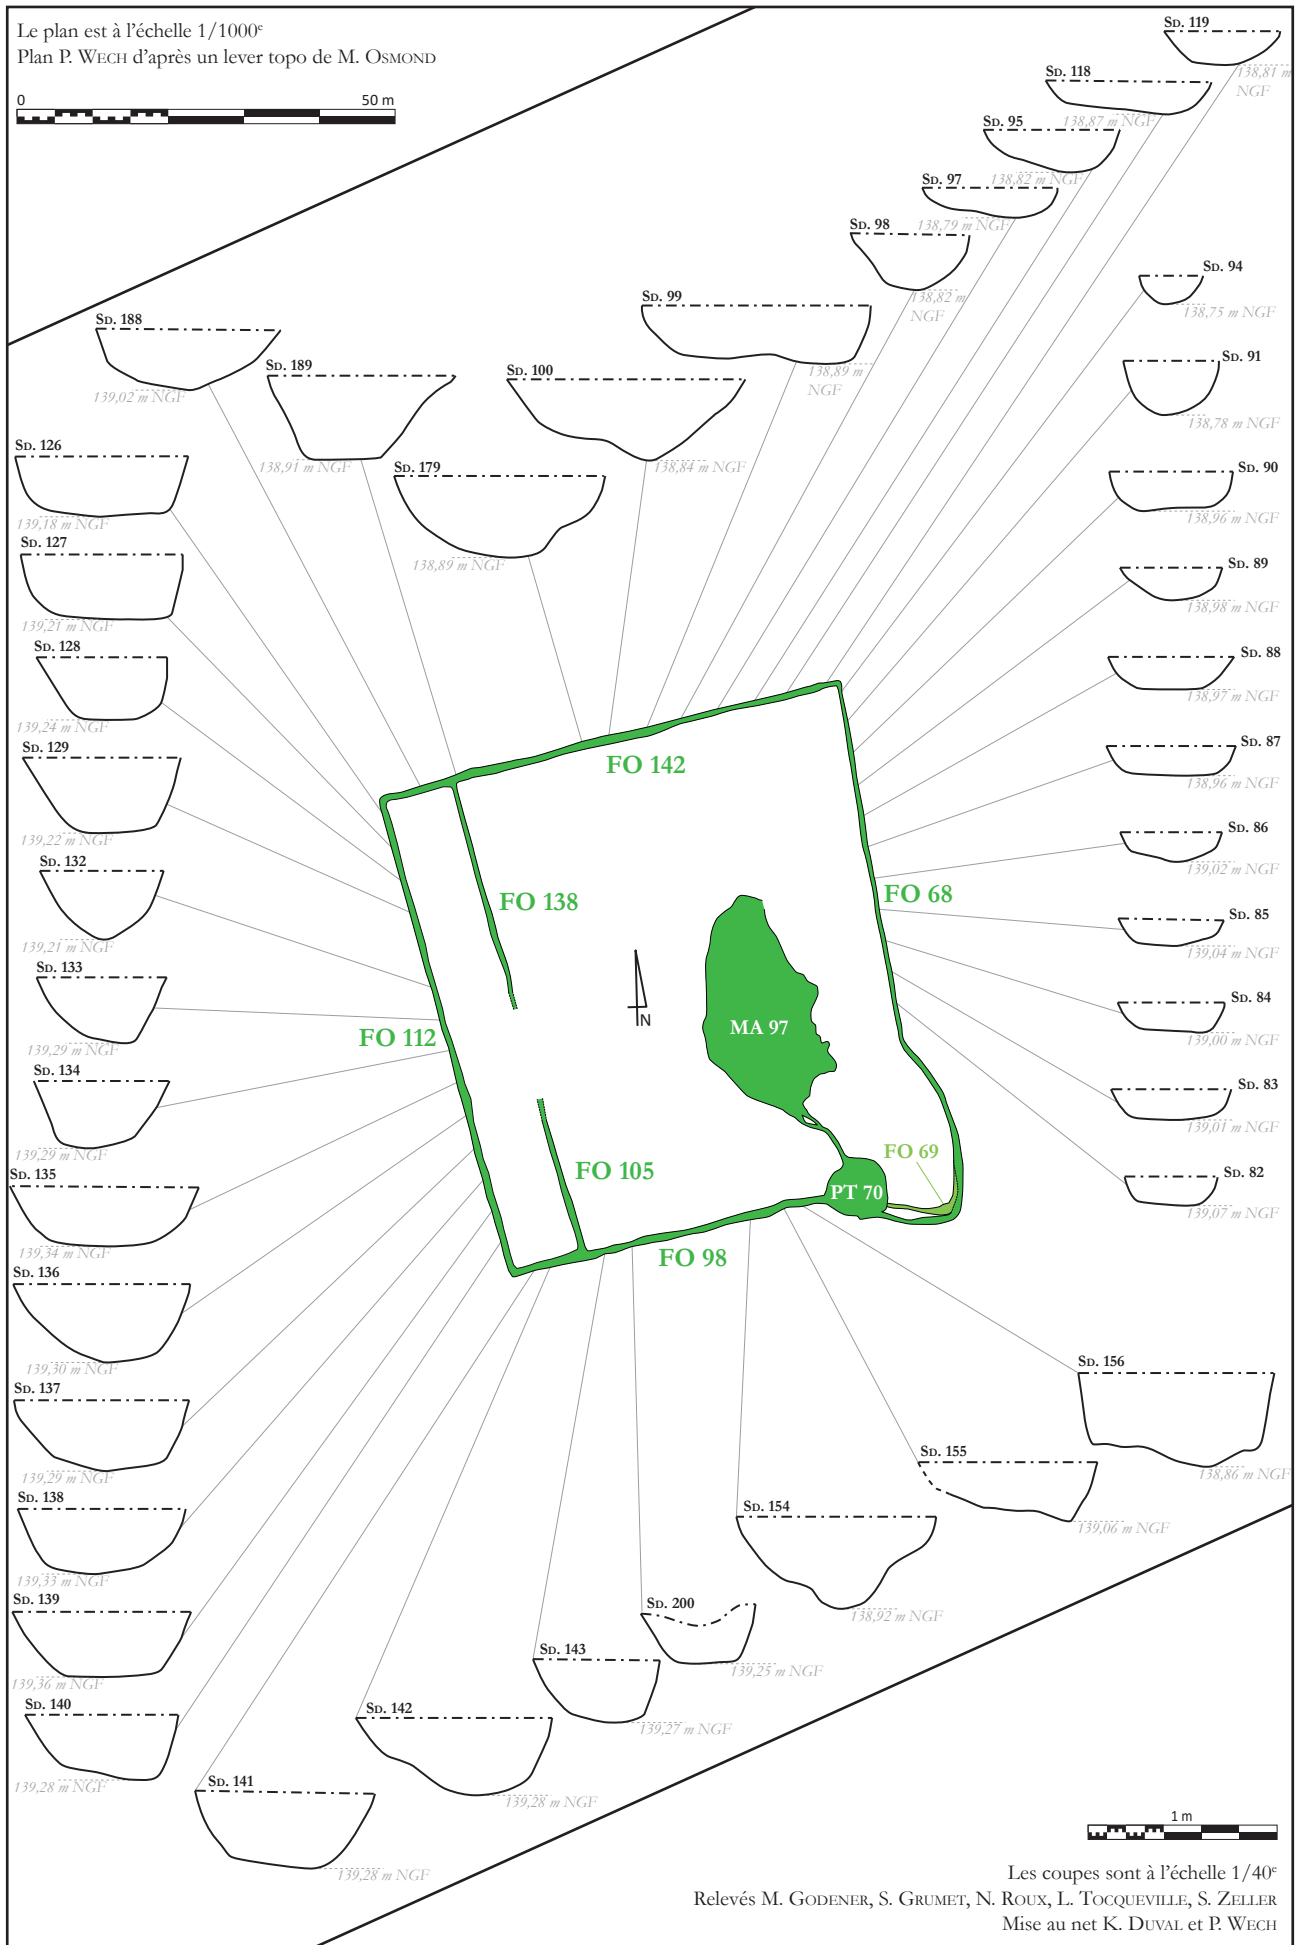 Le plan est à l'échelle 1/1000e
Plan P. WECH d'après un lever topo de M. OSMOND
0 50 m
SD. 119
138,81 m
NGF
SD. 118
138,87 m NGF
SD. 95
138,82 m NGF
SD. 97
138,79 m NGF
SD. 98
138,82 m
NGF
SD. 99
138,89 m
NGF
SD. 94
138,75 m NGF
SD. 91
138,78 m NGF
SD. 90
138,96 m NGF
SD. 89
138,98 m NGF
SD. 88
138,97 m NGF
SD. 87
138,96 m NGF
SD. 86
139,02 m NGF
SD. 85
139,04 m NGF
SD. 84
139,00 m NGF
SD. 83
139,01 m NGF
SD. 82
139,07 m NGF
SD. 188
139,02 m NGF
SD. 189
138,91 m NGF
SD. 100
138,84 m NGF
SD. 179
138,89 m NGF
SD. 126
139,18 m NGF
SD. 127
139,21 m NGF
SD. 128
139,24 m NGF
SD. 129
139,22 m NGF
SD. 132
139,21 m NGF
SD. 133
139,29 m NGF
SD. 134
139,29 m NGF
SD. 135
139,34 m NGF
SD. 136
139,30 m NGF
SD. 137
139,29 m NGF
SD. 138
139,33 m NGF
SD. 139
139,36 m NGF
SD. 140
139,28 m NGF
SD. 141
139,28 m NGF
SD. 142
139,28 m NGF
SD. 143
139,27 m NGF
SD. 200
139,25 m NGF
SD. 154
138,92 m NGF
SD. 155
139,06 m NGF
SD. 156
138,86 m NGF
FO 142
FO 138
FO 68
FO 112
MA 97
N
FO 105
FO 69
PT 70
FO 98
1 m
Les coupes sont à l'échelle 1/40e
Relevés M. GODENER, S. GRUMET, N. ROUX, L. TOCQUEVILLE, S. ZELLER
Mise au net K. DUVAL et P. WECH